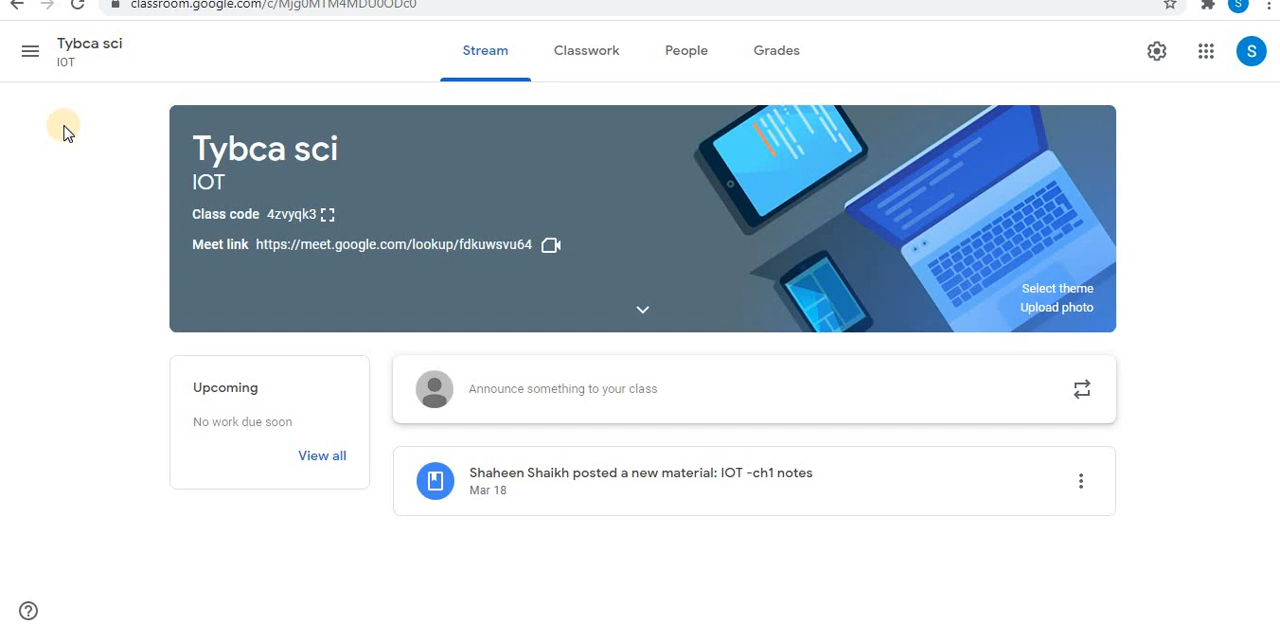 classroom.google.com/c/Mjg0MTM4MDU0ODc0
S
Tybca sci
IOT
Stream
Classwork
People
Grades
S
Tybca sci
IOT
Class code 4zvyqk3
Meet link https://meet.google.com/lookup/fdkuwsvu64
Select theme
Upload photo
Upcoming
No work due soon
View all
Announce something to your class
Shaheen Shaikh posted a new material: IOT -ch1 notes
Mar 18